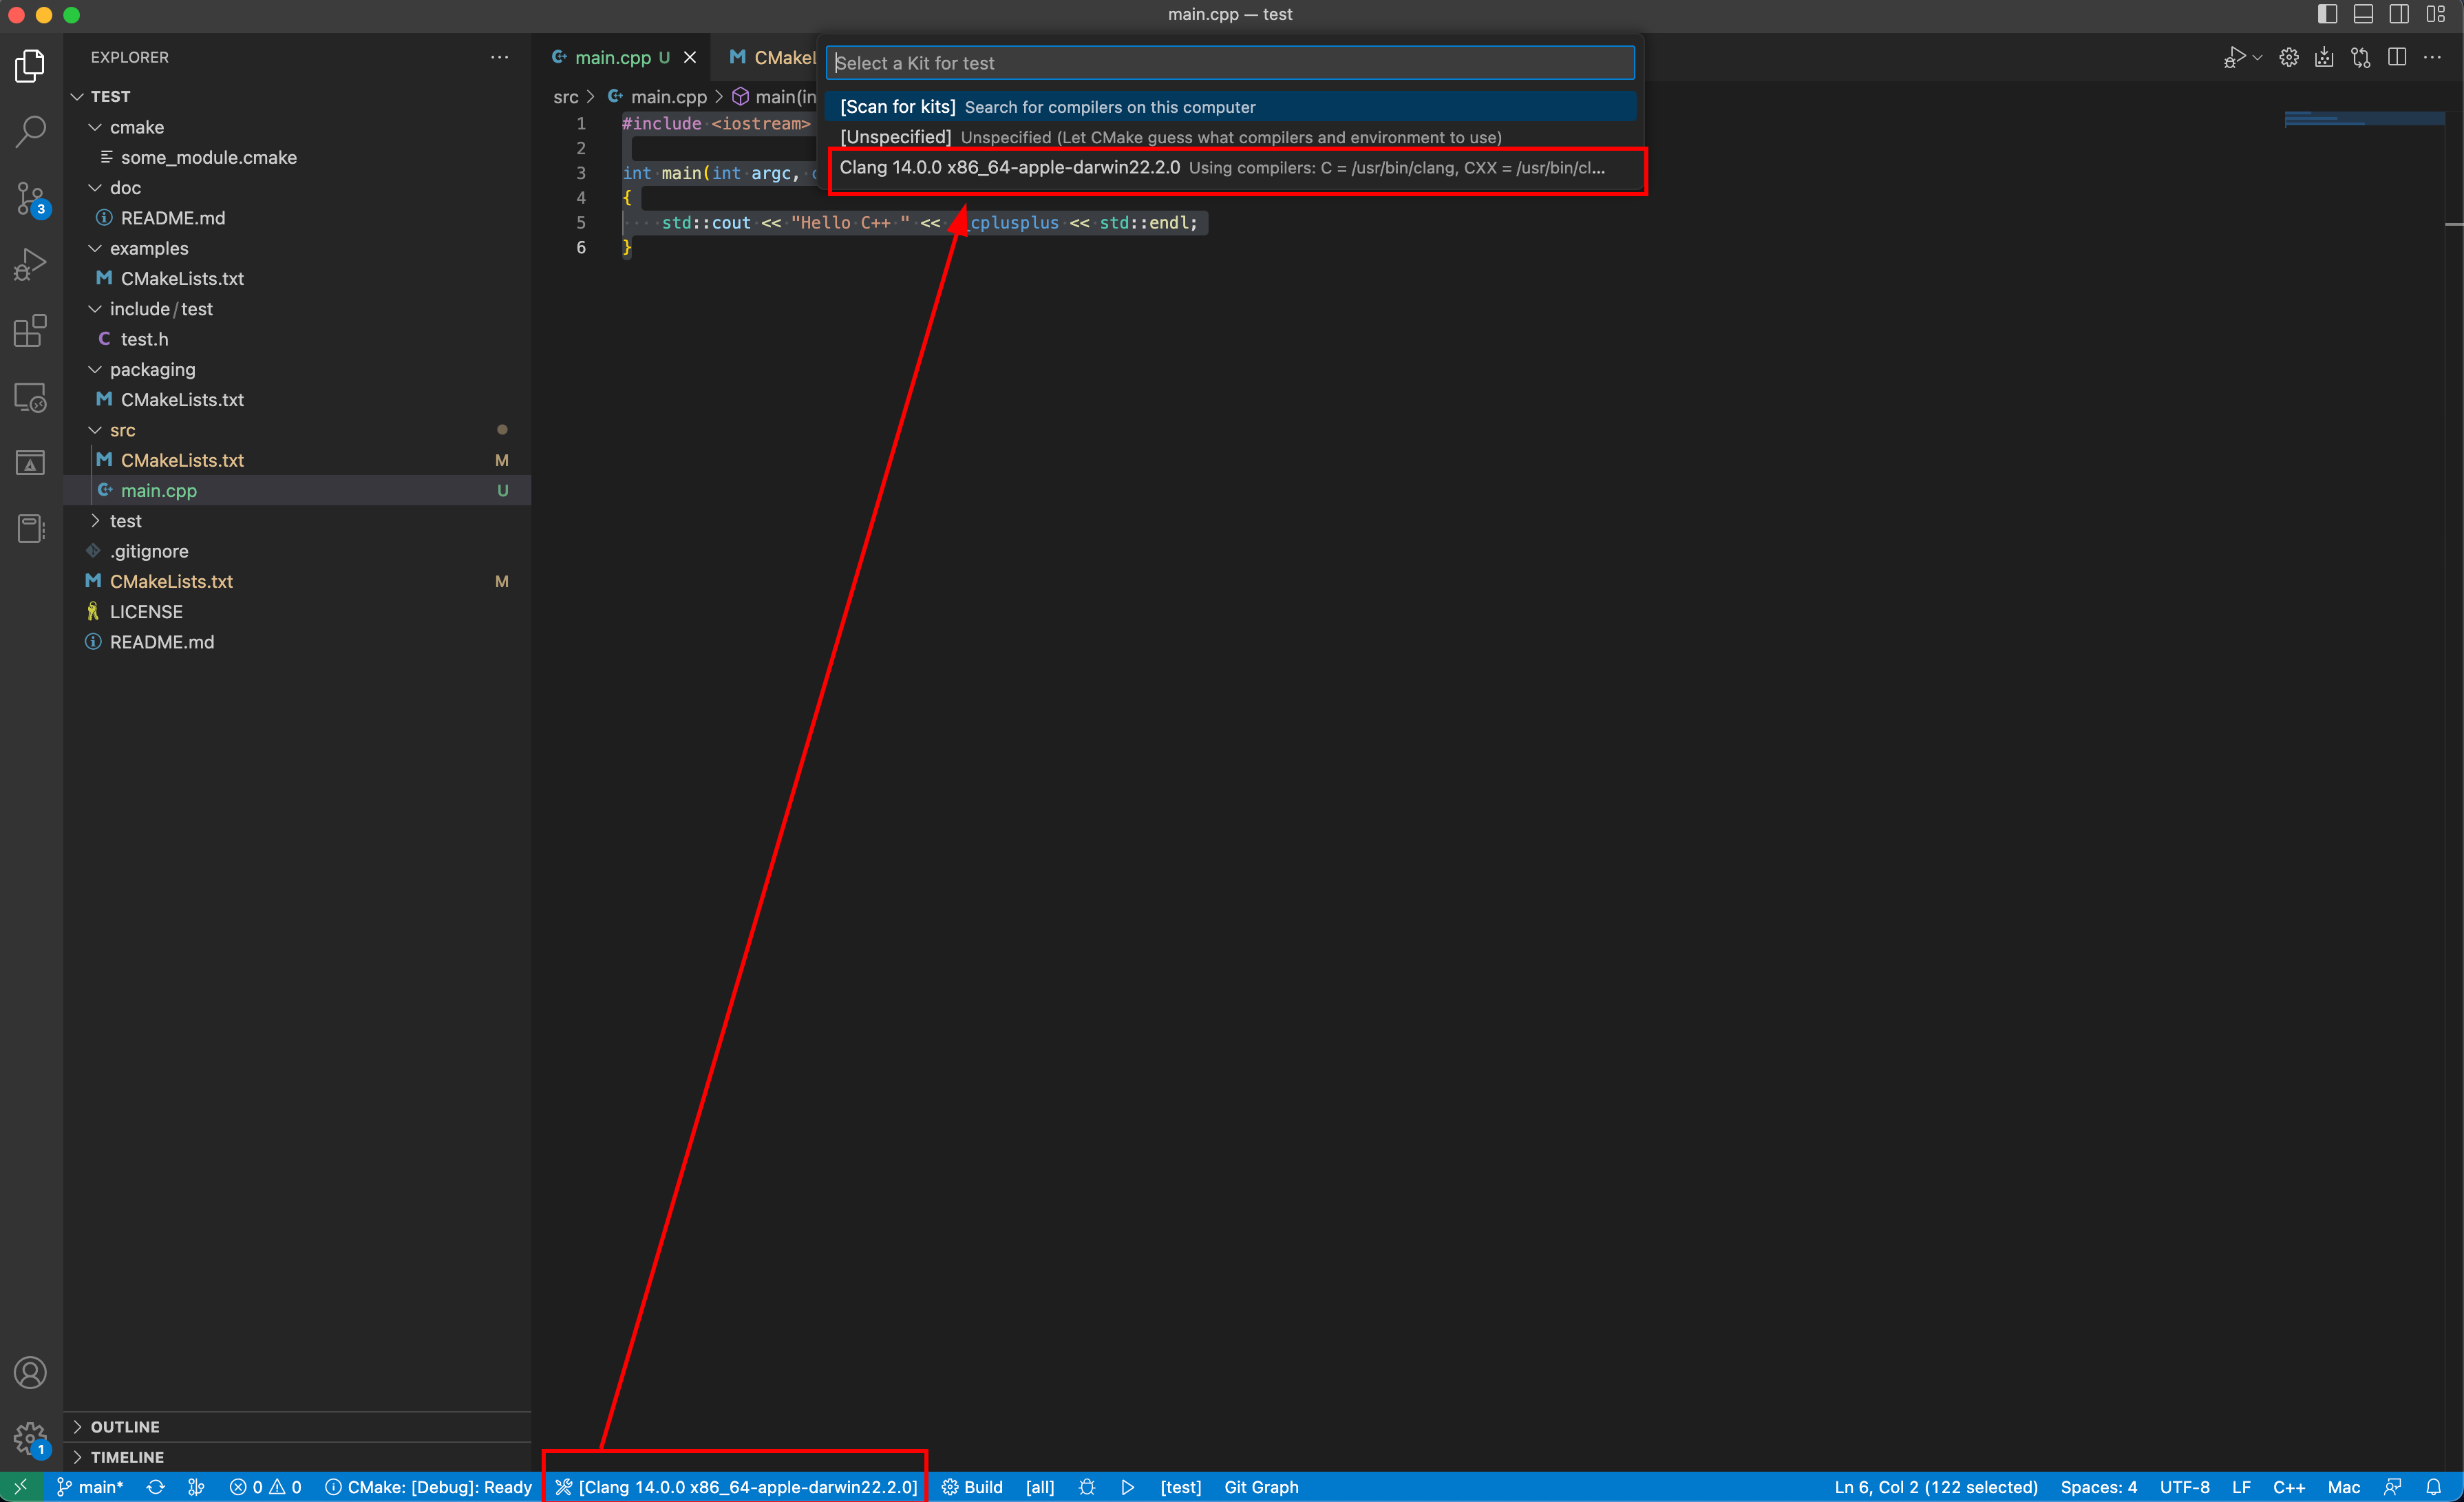 main.cpp — test
EXPLORER
TEST
cmake
some_module.cmake
doc
README.md
examples
CMakeLists.txt
include/test
test.h
packaging
CMakeLists.txt
src
CMakeLists.txt M
main.cpp U
test
.gitignore
CMakeLists.txt M
LICENSE
README.md
OUTLINE
TIMELINE
3
1
main.cpp U
CMakeL
src > main.cpp > main(in
Select a Kit for test
[Scan for kits] Search for compilers on this computer
[Unspecified] Unspecified (Let CMake guess what compilers and environment to use)
Clang 14.0.0 x86_64-apple-darwin22.2.0 Using compilers: C = /usr/bin/clang, CXX = /usr/bin/cl...
1 #include <iostream>
2
3 int main(int argc, c
4 {
5 std::cout << "Hello C++ " << _cplusplus << std::endl;
6 }
main* 0 0 CMake: [Debug]: Ready [Clang 14.0.0 x86_64-apple-darwin22.2.0] Build [all] [test] Git Graph Ln 6, Col 2 (122 selected) Spaces: 4 UTF-8 LF C++ Mac